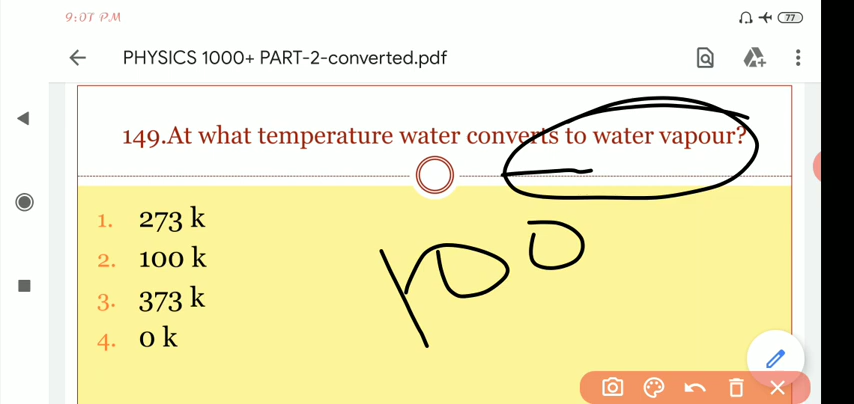 9:07 PM
77
PHYSICS 1000+ PART-2-converted.pdf
149.At what temperature water converts to water vapour?
1. 273 k
2. 100 k
3. 373 k
4. 0 k
100